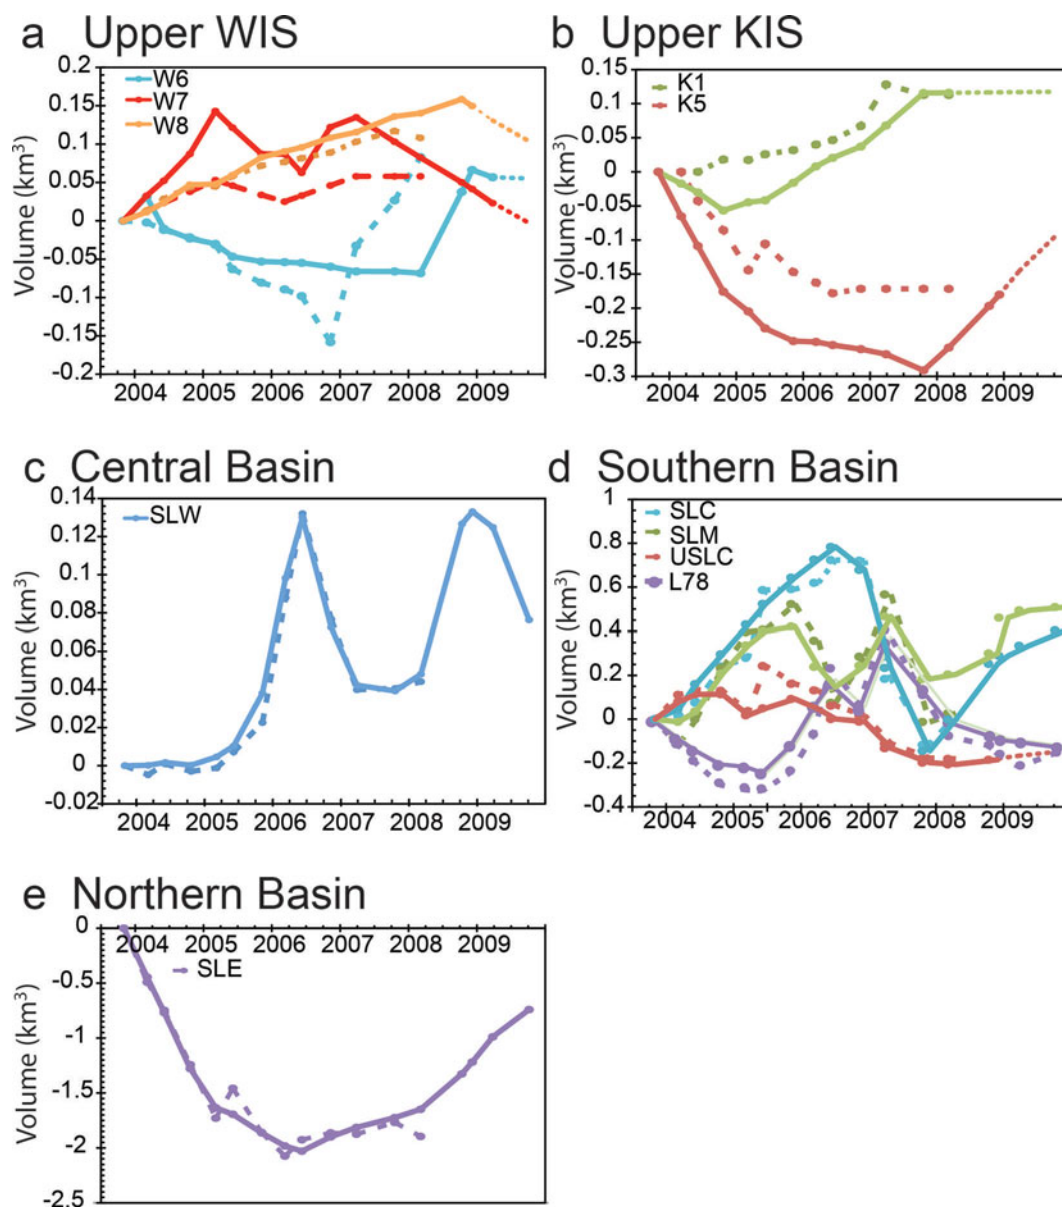 a Upper WIS
0.2
0.15
0.1
0.05
0
-0.05
-0.1
-0.15
-0.2
Volume (km³)
W6
W7
W8
2004 2005 2006 2007 2008 2009
b Upper KIS
0.15
0.1
0.05
0
-0.05
-0.1
-0.15
-0.2
0.25
-0.3
Volume (km³)
K1
K5
2004 2005 2006 2007 2008 2009
c Central Basin
0.14
0.12
0.1
0.08
0.06
0.04
0.02
0
-0.02
Volume (km³)
SLW
2004 2005 2006 2007 2008 2009
d Southern Basin
1
0.8
0.6
0.4
0.2
0
-0.2
-0.4
Volume (km³)
SLC
SLM
USLC
L78
2004 2005 2006 2007 2008 2009
e Northern Basin
0
-0.5
-1
-1.5
-2
-2.5
Volume (km³)
2004 2005 2006 2007 2008 2009
SLE